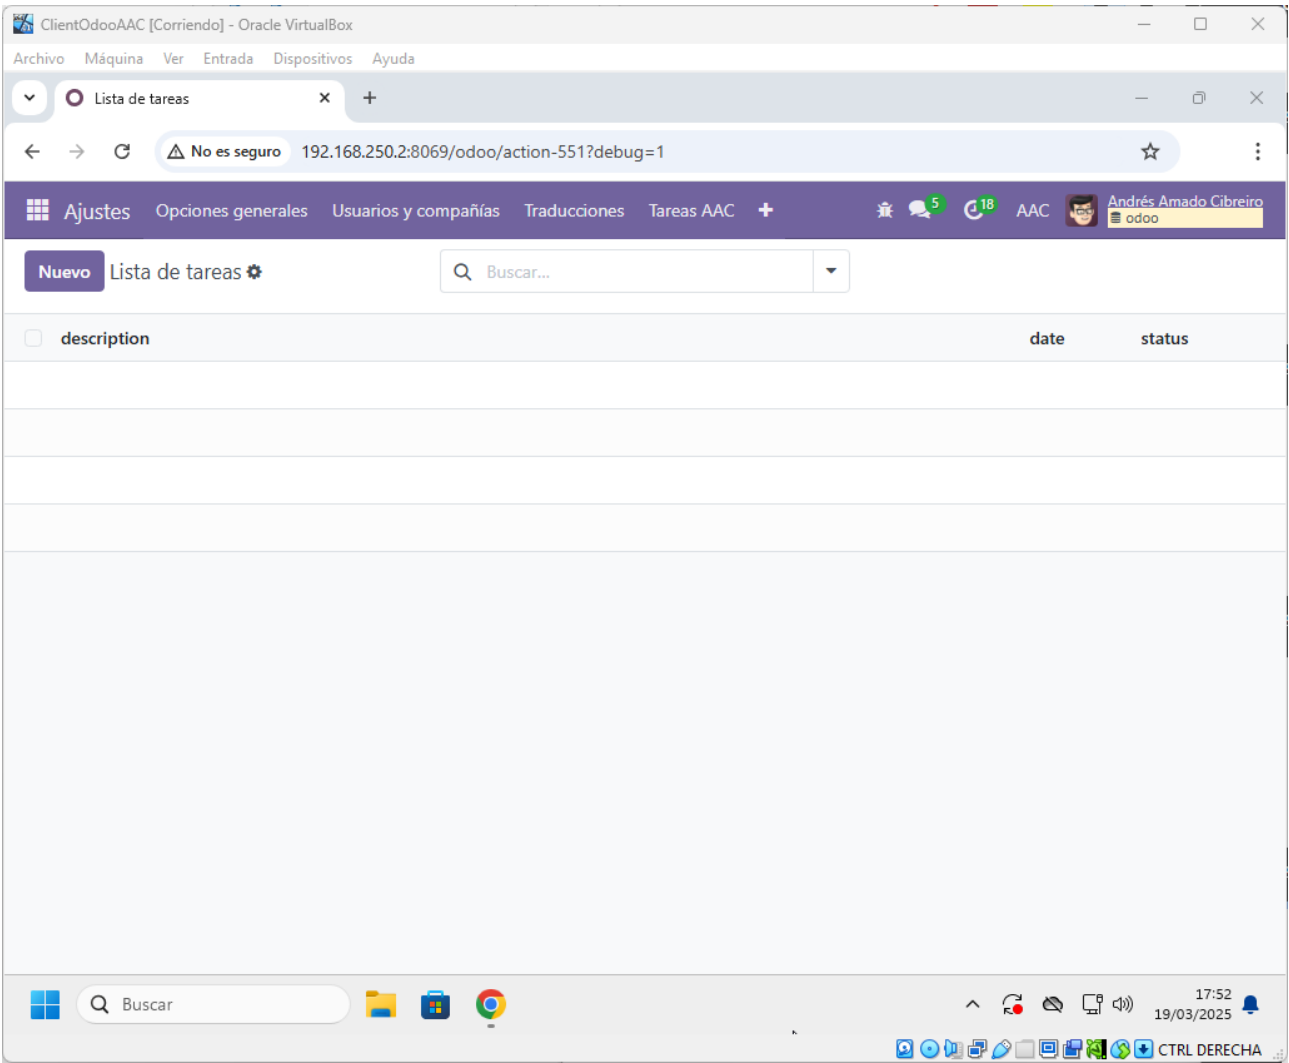 ClientOdooAAC [Corriendo] - Oracle VirtualBox
Archivo Máquina Ver Entrada Dispositivos Ayuda
Lista de tareas
No es seguro 192.168.250.2:8069/odoo/action-551?debug=1
Ajustes Opciones generales Usuarios y compañías Traducciones Tareas AAC 5 18 AAC Andrés Amado Cibreiro
odoo
Nuevo Lista de tareas Buscar...
description date status
Buscar 17:52
19/03/2025
CTRL DERECHA